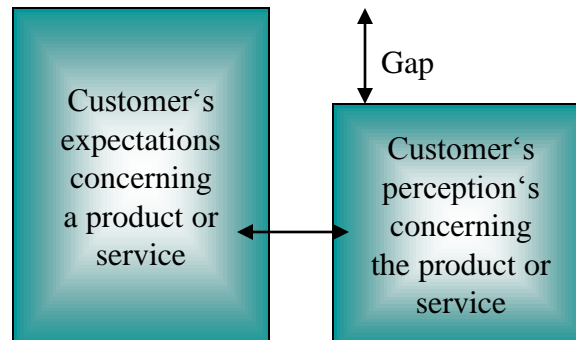 Customer‘s
expectations
concerning
a product or
service
Gap
Customer‘s
perception‘s
concerning
the product or
service